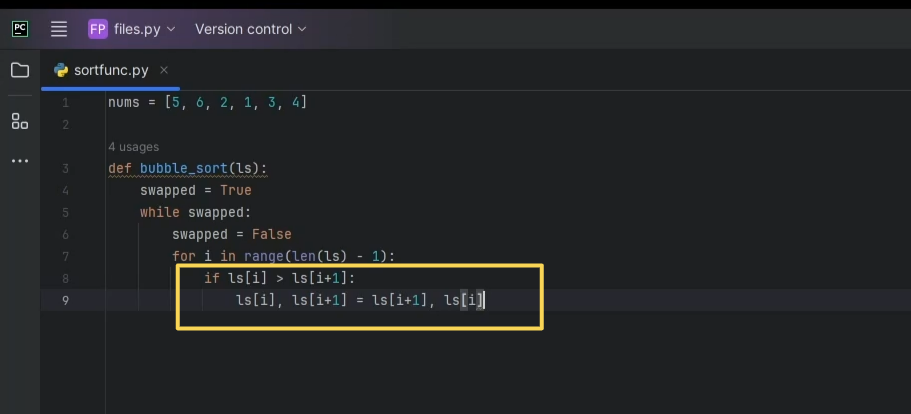 PC
FP files.py Version control
sortfunc.py ×
1 nums = [5, 6, 2, 1, 3, 4]
2
4 usages
3 def bubble_sort(ls):
4     swapped = True
5     while swapped:
6         swapped = False
7         for i in range(len(ls) - 1):
8             if ls[i] > ls[i+1]:
9                 ls[i], ls[i+1] = ls[i+1], ls[i]